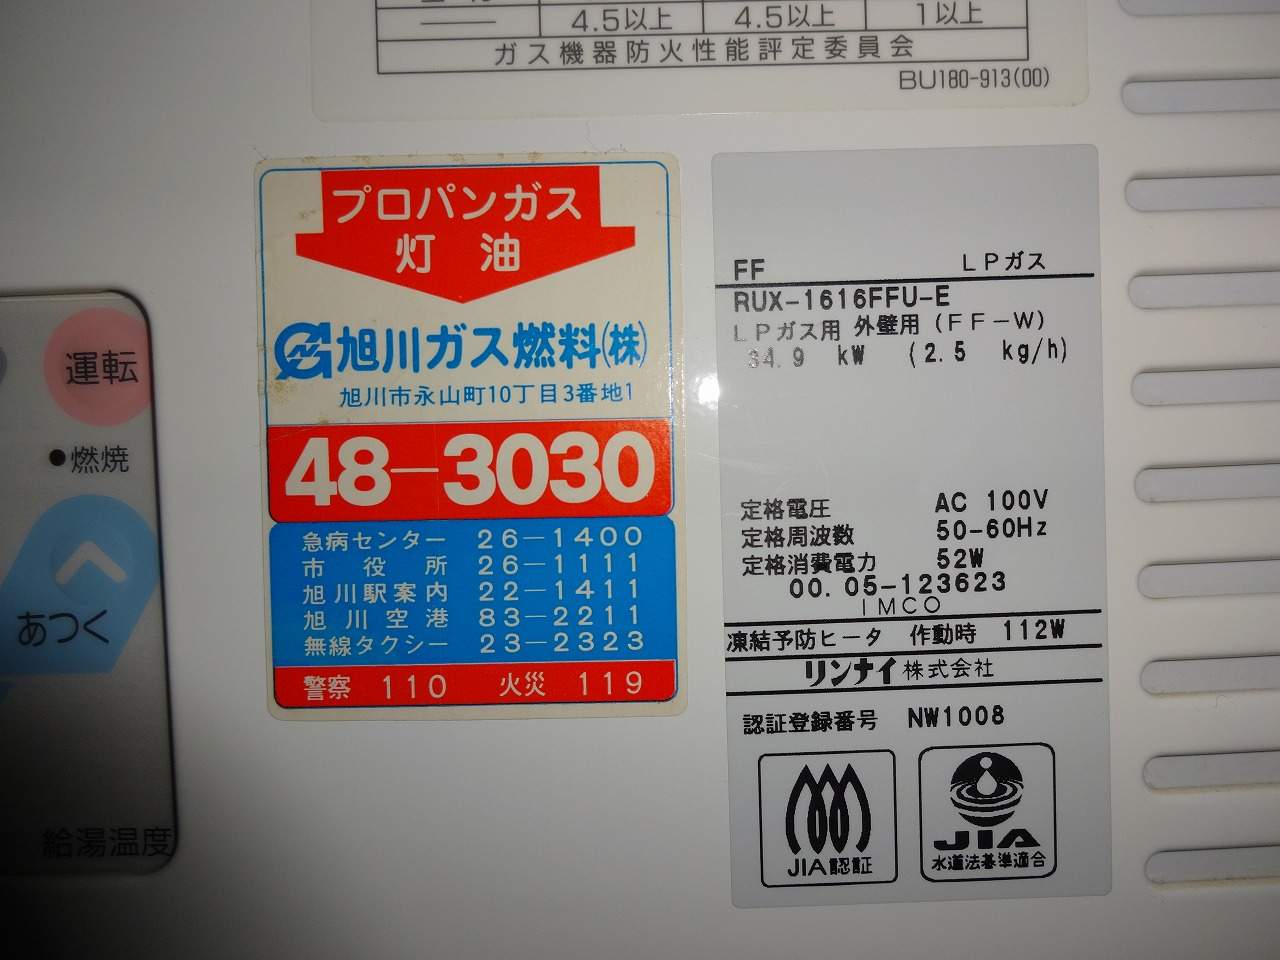 4.5以上 4.5以上 1以上
ガス機器防火性能評定委員会
BU180-913(00)
プロパンガス
灯油
旭川ガス燃料(株)
旭川市永山町10丁目3番地1
48-3030
急病センター 26-1400
市役所 26-1111
旭川駅案内 22-1411
旭川空港 83-2211
無線タクシー 23-2323
警察 110 火災 119
FF LPガス
RUX-1616FFU-E
LPガス用 外壁用(FF-W)
34.9 kW (2.5 kg/h)
定格電圧 AC 100V
定格周波数 50-60Hz
定格消費電力 52W
00.05-123623
IMCO
凍結予防ヒータ 作動時 112W
リンナイ株式会社
認証登録番号 NW1008
JIA認証
JIA
水道法基準適合
運転
燃焼
あつく
給湯温度